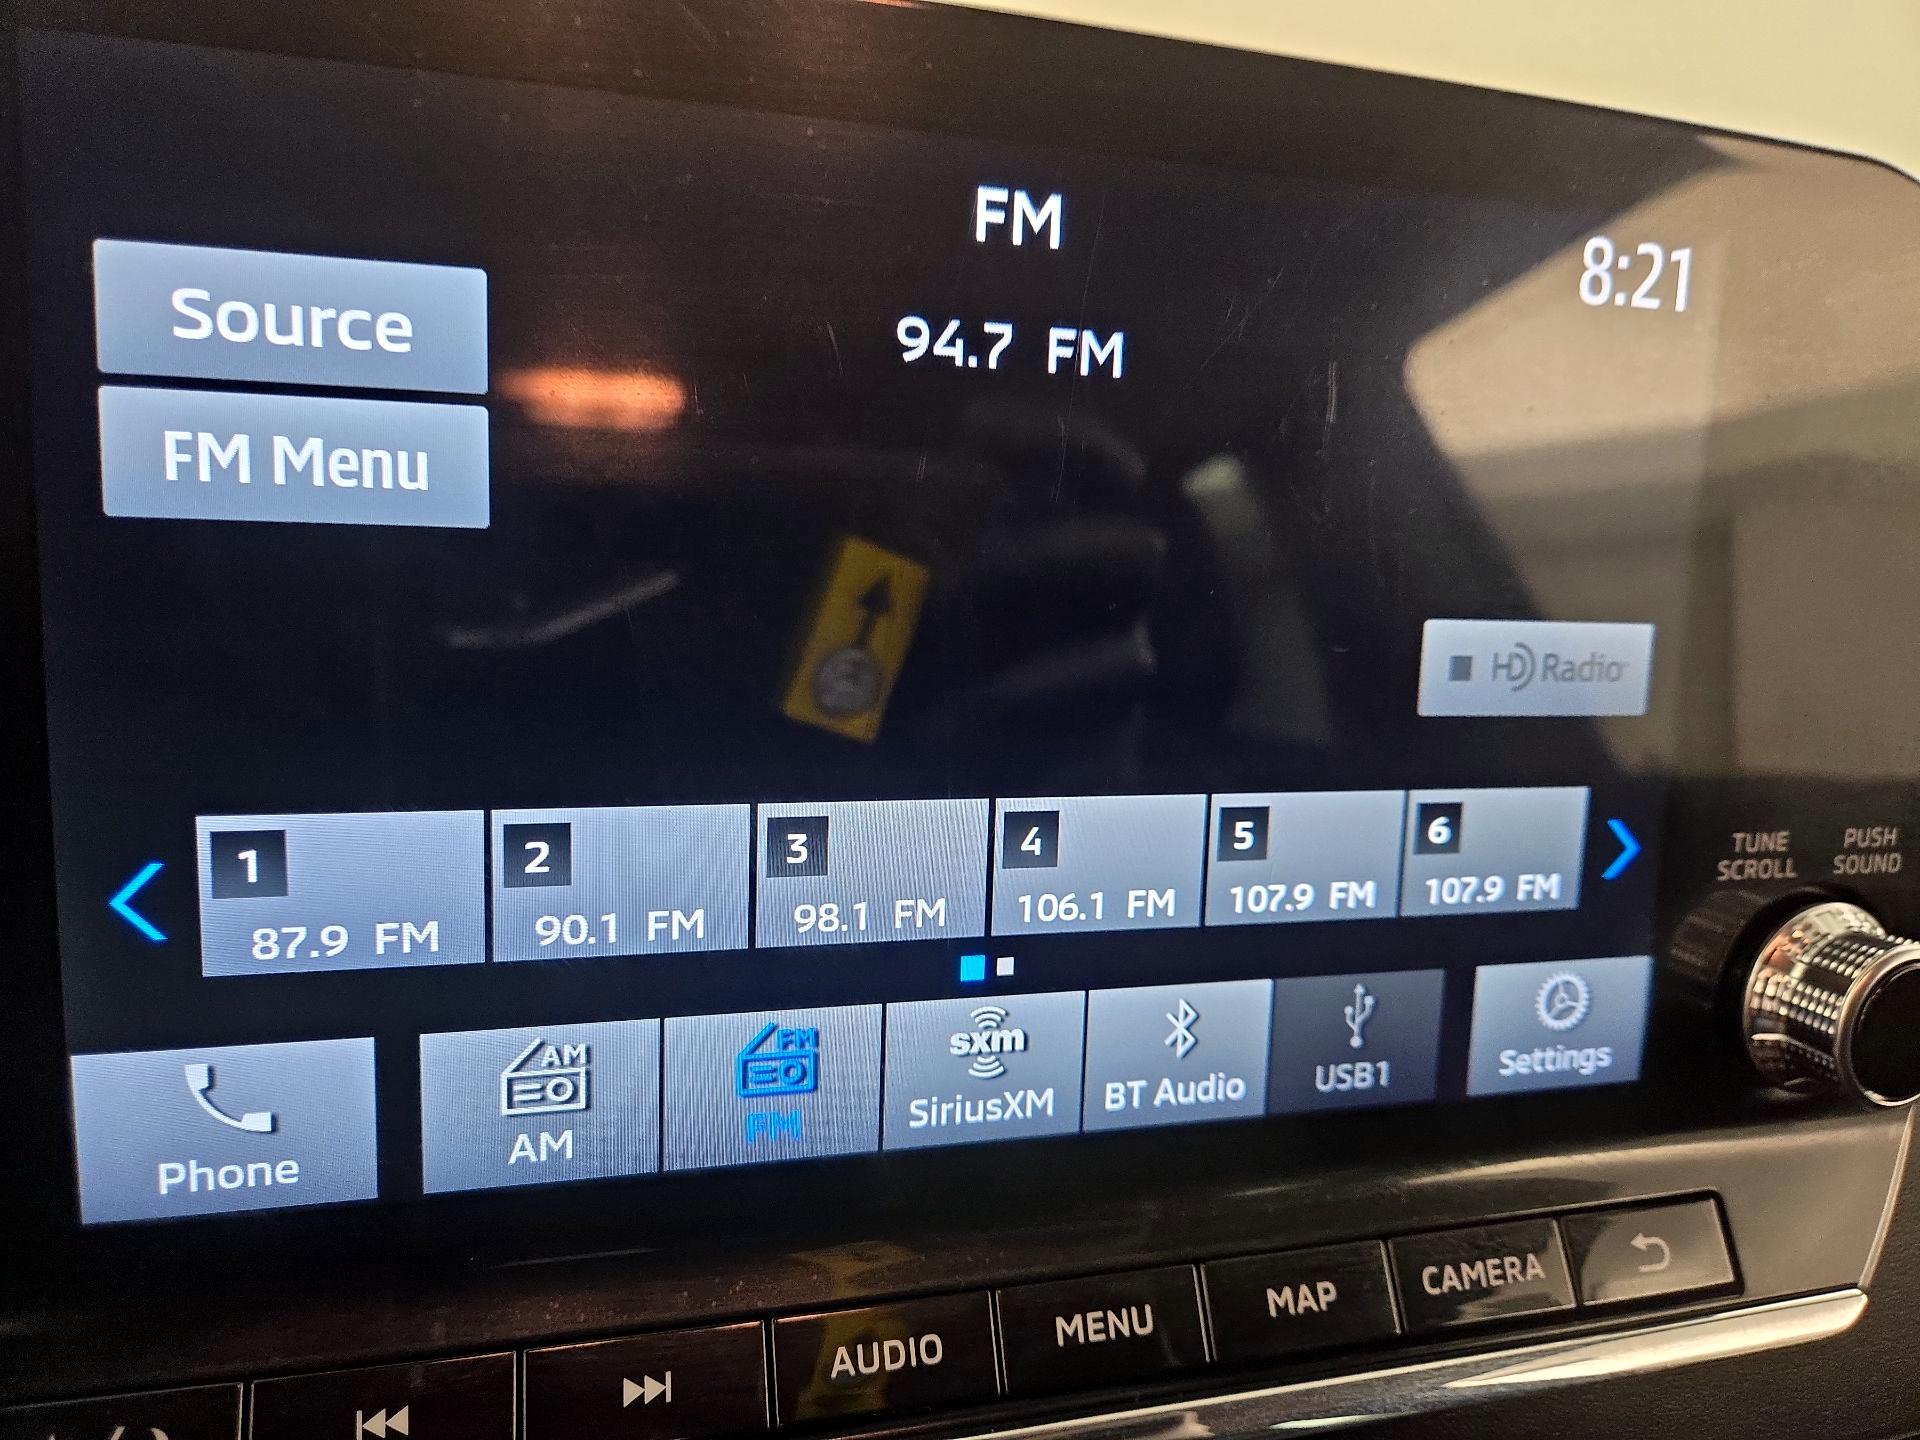 FM
8:21
Source
94.7 FM
FM Menu
HD Radio
1
87.9 FM
2
90.1 FM
3
98.1 FM
4
106.1 FM
5
107.9 FM
6
107.9 FM
TUNE
SCROLL
PUSH
SOUND
Phone
AM
AM
FM
FM
sxm
SiriusXM
BT Audio
USB1
Settings
AUDIO
MENU
MAP
CAMERA